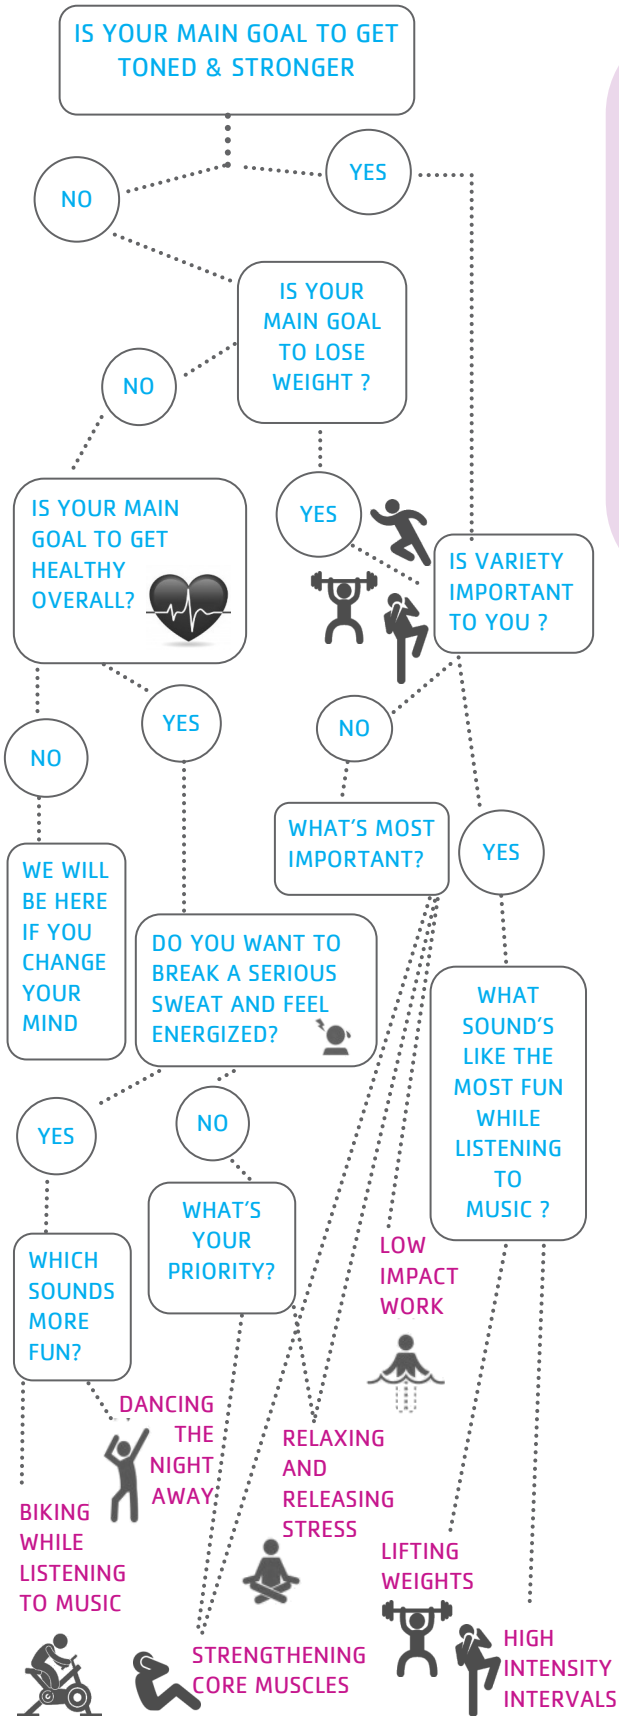 IS YOUR MAIN GOAL TO GET
TONED & STRONGER
YES
NO
IS YOUR
MAIN GOAL
TO LOSE
WEIGHT ?
NO
YES
IS YOUR MAIN
GOAL TO GET
HEALTHY
OVERALL?
IS VARIETY
IMPORTANT
TO YOU ?
YES
NO
NO
WHAT'S MOST
IMPORTANT?
YES
WE WILL
BE HERE
IF YOU
CHANGE
YOUR
MIND
DO YOU WANT TO
BREAK A SERIOUS
SWEAT AND FEEL
ENERGIZED?
WHAT
SOUND'S
LIKE THE
MOST FUN
WHILE
LISTENING
TO
MUSIC ?
YES
NO
WHAT'S
YOUR
PRIORITY?
WHICH
SOUNDS
MORE
FUN?
LOW
IMPACT
WORK
DANCING
THE
NIGHT
AWAY
RELAXING
AND
RELEASING
STRESS
BIKING
WHILE
LISTENING
TO MUSIC
LIFTING
WEIGHTS
STRENGTHENING
CORE MUSCLES
HIGH
INTENSITY
INTERVALS